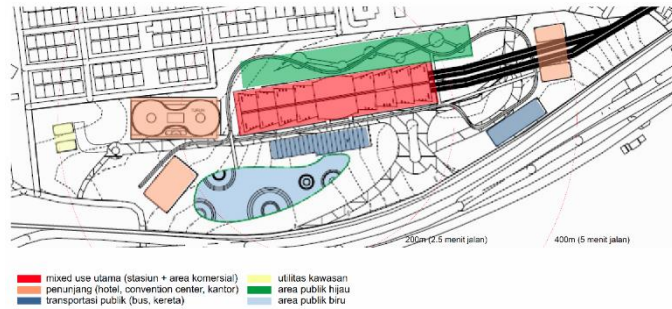 200m (2.5 menit jalan)
400m (5 menit jalan)
mixed use utama (stasiun + area komersial)
penunjang (hotel, convention center, kantor)
transportasi publik (bus, kereta)
utilitas kawasan
area publik hijau
area publik biru